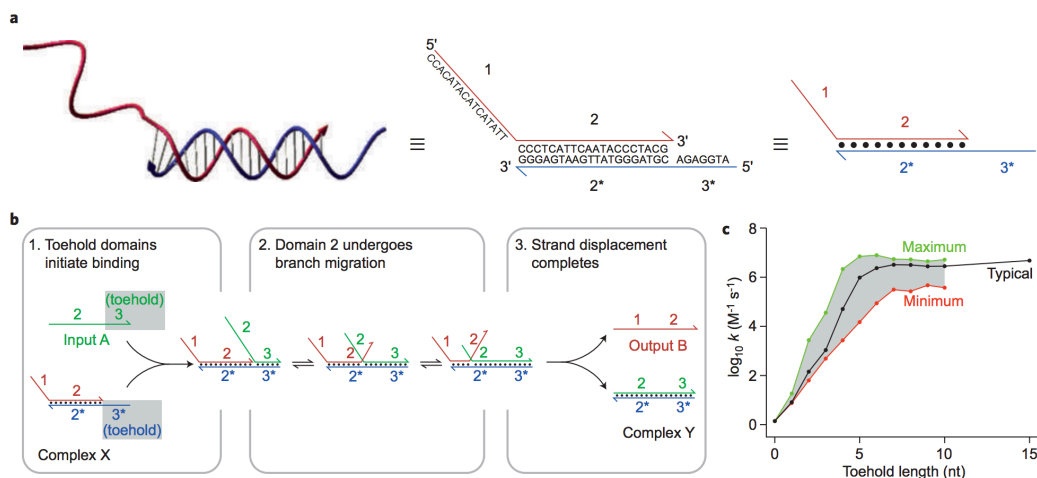 a
5'
CCACATACATCATATT
1
2
3'
CCCTCATTCAATACCCTACG
3'
GGGAGTAAGTTATGGGATGC AGAGGTA
5'
2*
3*
≡
≡
1
2
2*
3*
b
1. Toehold domains
initiate binding
2. Domain 2 undergoes
branch migration
3. Strand displacement
completes
(toehold)
2
3
Input A
1
2
2*
3*
(toehold)
Complex X
1
2
2
3
2*
3*
1
2
2
3
2*
3*
1
2
2
3
2*
3*
1
2
Output B
2
3
2*
3*
Complex Y
c
8
6
4
2
0
log10 k (M⁻¹ s⁻¹)
Maximum
Typical
Minimum
0
5
10
15
Toehold length (nt)